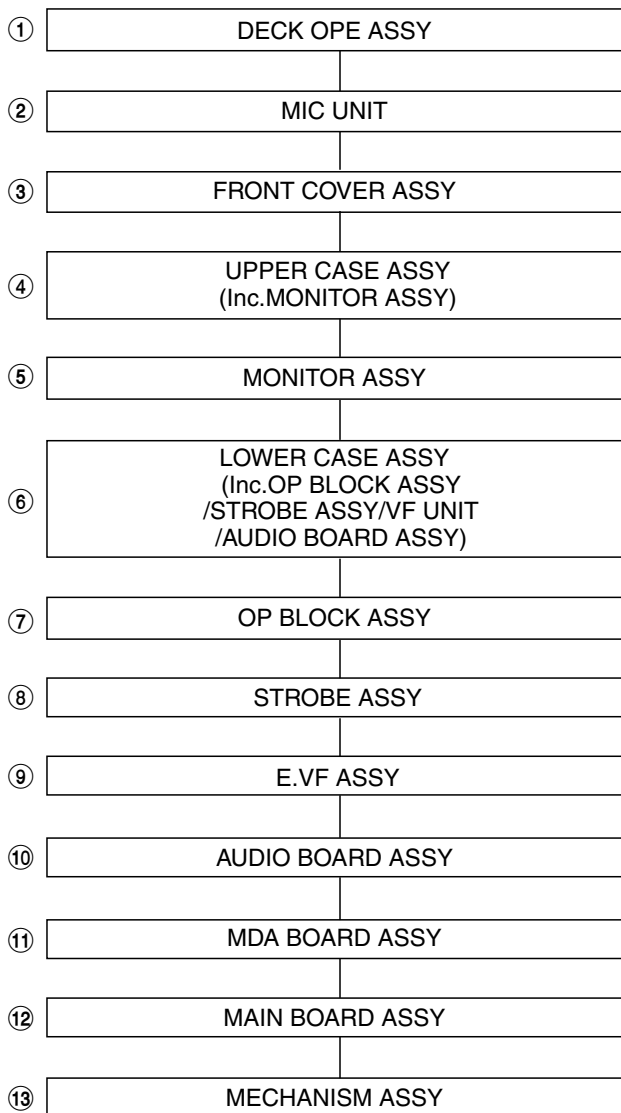 ① DECK OPE ASSY
② MIC UNIT
③ FRONT COVER ASSY
④ UPPER CASE ASSY
(Inc.MONITOR ASSY)
⑤ MONITOR ASSY
⑥ LOWER CASE ASSY
(Inc.OP BLOCK ASSY
/STROBE ASSY/VF UNIT
/AUDIO BOARD ASSY)
⑦ OP BLOCK ASSY
⑧ STROBE ASSY
⑨ E.VF ASSY
⑩ AUDIO BOARD ASSY
⑪ MDA BOARD ASSY
⑫ MAIN BOARD ASSY
⑬ MECHANISM ASSY